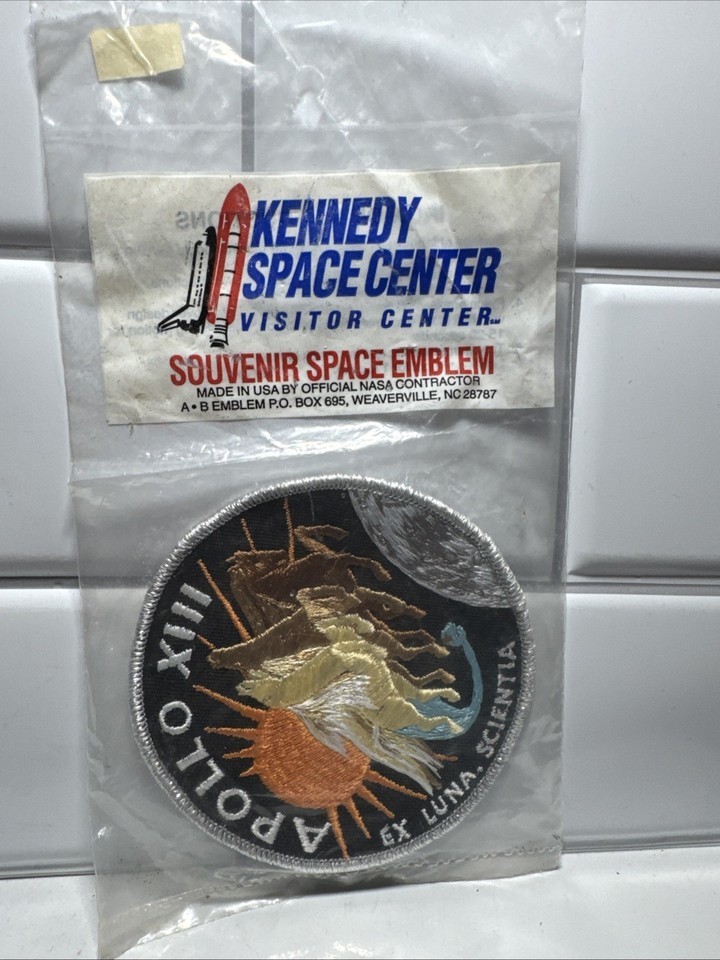 KENNEDY
SPACE CENTER
VISITOR CENTER℠
SOUVENIR SPACE EMBLEM
MADE IN USA BY OFFICIAL NASA CONTRACTOR
A•B EMBLEM P.O. BOX 695, WEAVERVILLE, NC 28787
APOLLO XIII
EX LUNA, SCIENTIA